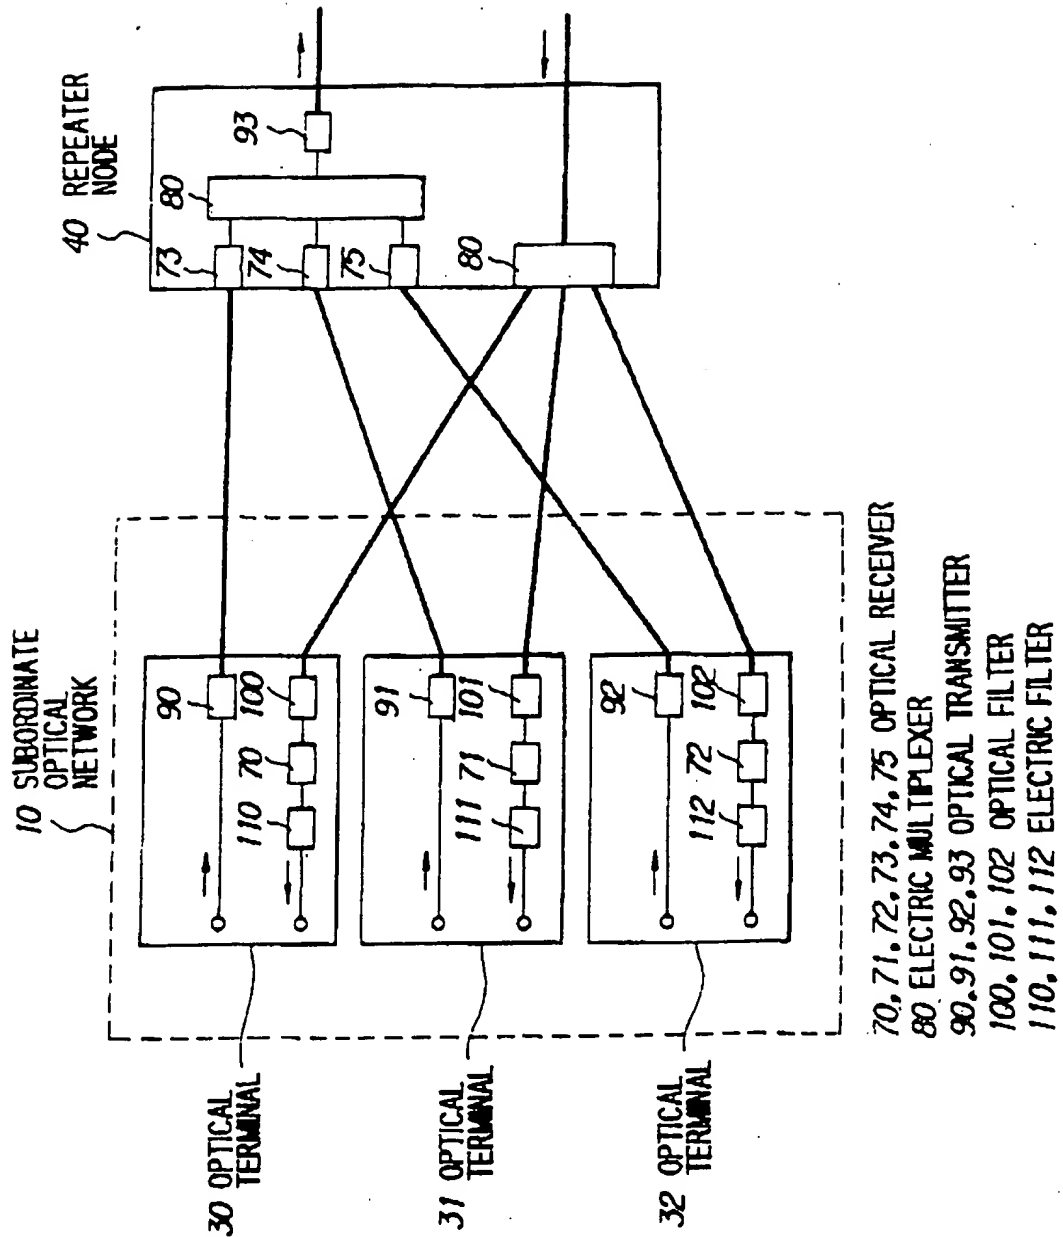 10 SUBORDINATE
OPTICAL
NETWORK
40 REPEATER
NODE
30 OPTICAL
TERMINAL
90
100
70
110
31 OPTICAL
TERMINAL
91
101
71
111
32 OPTICAL
TERMINAL
92
102
72
112
73
74
75
80
93
80
70, 71, 72, 73, 74, 75 OPTICAL RECEIVER
80 ELECTRIC MULTIPLEXER
90, 91, 92, 93 OPTICAL TRANSMITTER
100, 101, 102 OPTICAL FILTER
110, 111, 112 ELECTRIC FILTER